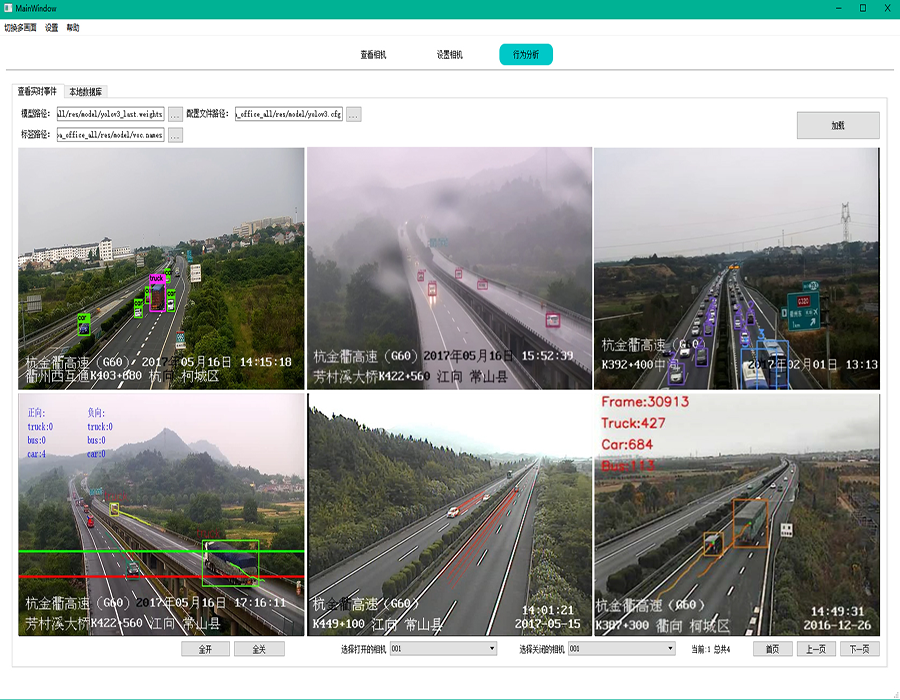 MainWindow
切换多画面 设置 帮助
查看相机 设置相机 行为分析
查看实时事件 本地数据库
模型路径: all/res/model/yolov3_last.weights ... 配置文件路径: _office_all/res/model/yolov3.cfg ...
标签路径: _office_all/res/model/voc.names ...
加载
truck
car
杭金衢高速（G60） 2017年05月16日 14:15:18
衢州西互通K403+880 杭向 柯城区
杭金衢高速（G60）2017年05月16日 15:52:39
芳村溪大桥K422+560 江向 常山县
杭金衢高速（G60
K392+400中间 2017年02月01日 13:13
正向: 负向:
truck:0 truck:0
bus:0 bus:0
car:4 car:0
杭金衢高速（G60）2017年05月16日 17:16:11
芳村溪大桥K422+560 江向 常山县
杭金衢高速（G60）
14:01:21
K449+100 江向 常山县 2017-05-15
Frame:30913
Truck:427
Car:684
Bus:113
杭金衢高速（G60）
14:49:31
K387+300 衢向 柯城区 2016-12-26
全开 全关 选择打开的相机 001 选择关闭的相机 001 当前:1 总共4 首页 上一页 下一页